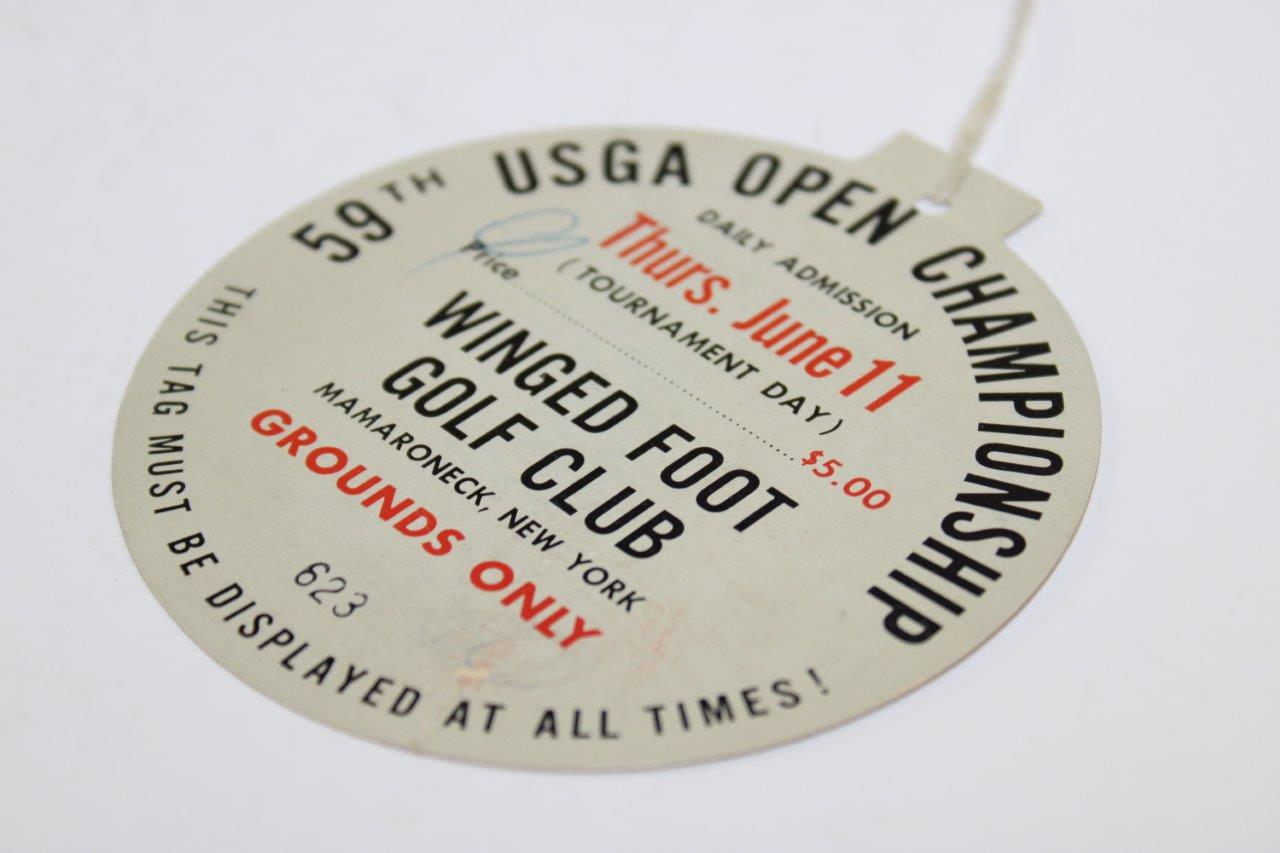 59TH USGA OPEN CHAMPIONSHIP
DAILY ADMISSION
Thurs. June 11
(TOURNAMENT DAY)
Price $5.00
WINGED FOOT
GOLF CLUB
MAMARONECK, NEW YORK
GROUNDS ONLY
623
THIS TAG MUST BE DISPLAYED AT ALL TIMES!